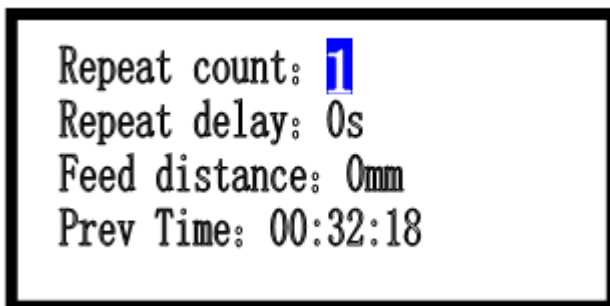 Repeat count: 1
Repeat delay: 0s
Feed distance: 0mm
Prev Time: 00:32:18